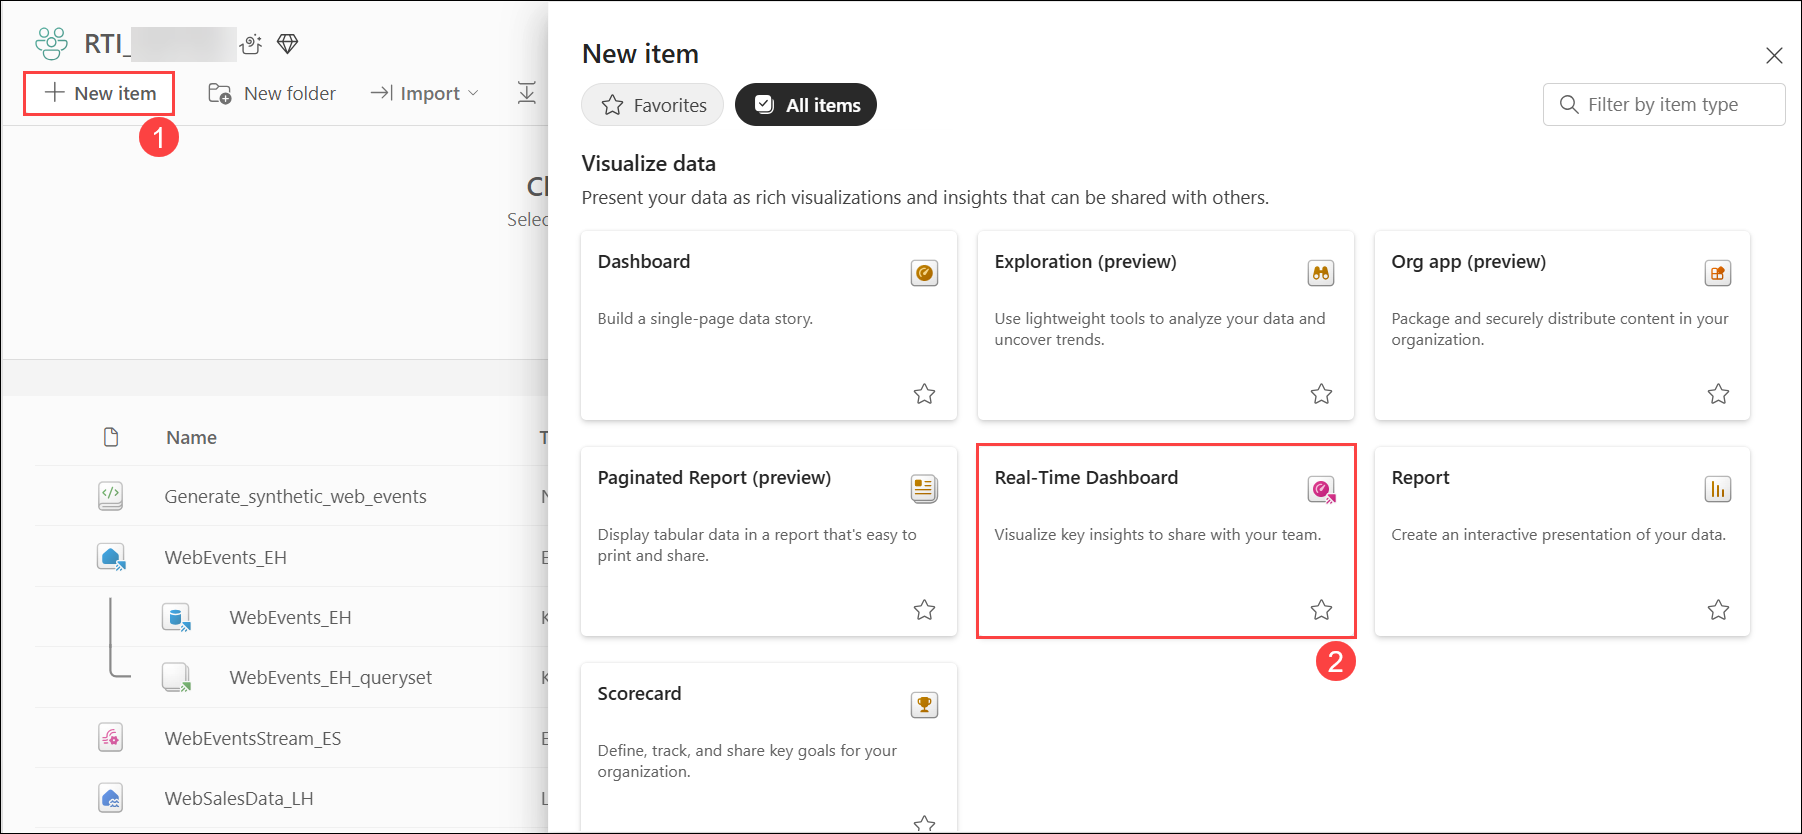 RTI_
New item
New folder
Import
1
Selec
Name
Generate_synthetic_web_events
WebEvents_EH
WebEvents_EH
WebEvents_EH_queryset
WebEventsStream_ES
WebSalesData_LH
New item
Favorites
All items
Filter by item type
Visualize data
Present your data as rich visualizations and insights that can be shared with others.
Dashboard
Build a single-page data story.
Exploration (preview)
Use lightweight tools to analyze your data and
uncover trends.
Org app (preview)
Package and securely distribute content in your
organization.
Paginated Report (preview)
Display tabular data in a report that's easy to
print and share.
Real-Time Dashboard
Visualize key insights to share with your team.
2
Report
Create an interactive presentation of your data.
Scorecard
Define, track, and share key goals for your
organization.